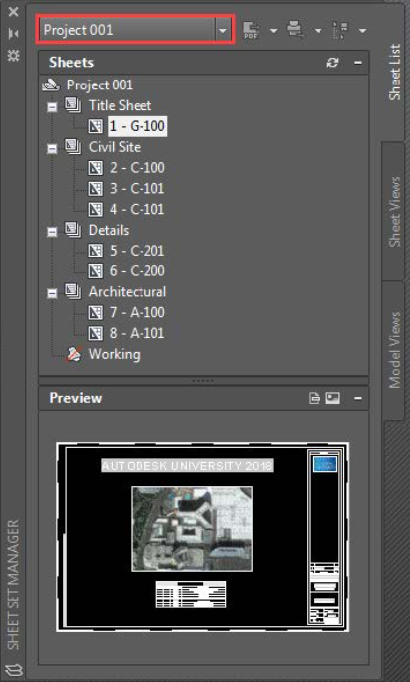 Project 001
PDF
Sheets
Project 001
Title Sheet
1 - G-100
Civil Site
2 - C-100
3 - C-101
4 - C-101
Details
5 - C-201
6 - C-200
Architectural
7 - A-100
8 - A-101
Working
Preview
AUTODESK UNIVERSITY 2018
Sheet List
Sheet Views
Model Views
SHEET SET MANAGER